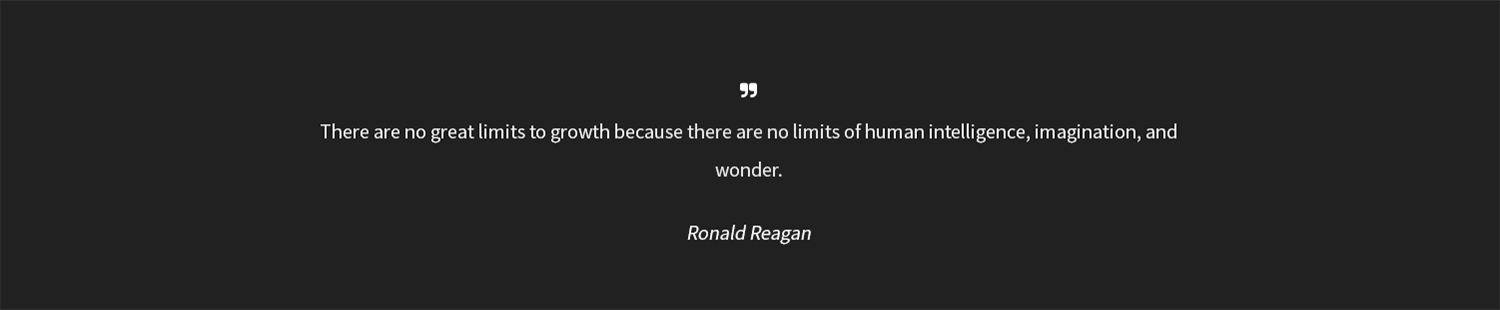 ”
There are no great limits to growth because there are no limits of human intelligence, imagination, and
wonder.
Ronald Reagan